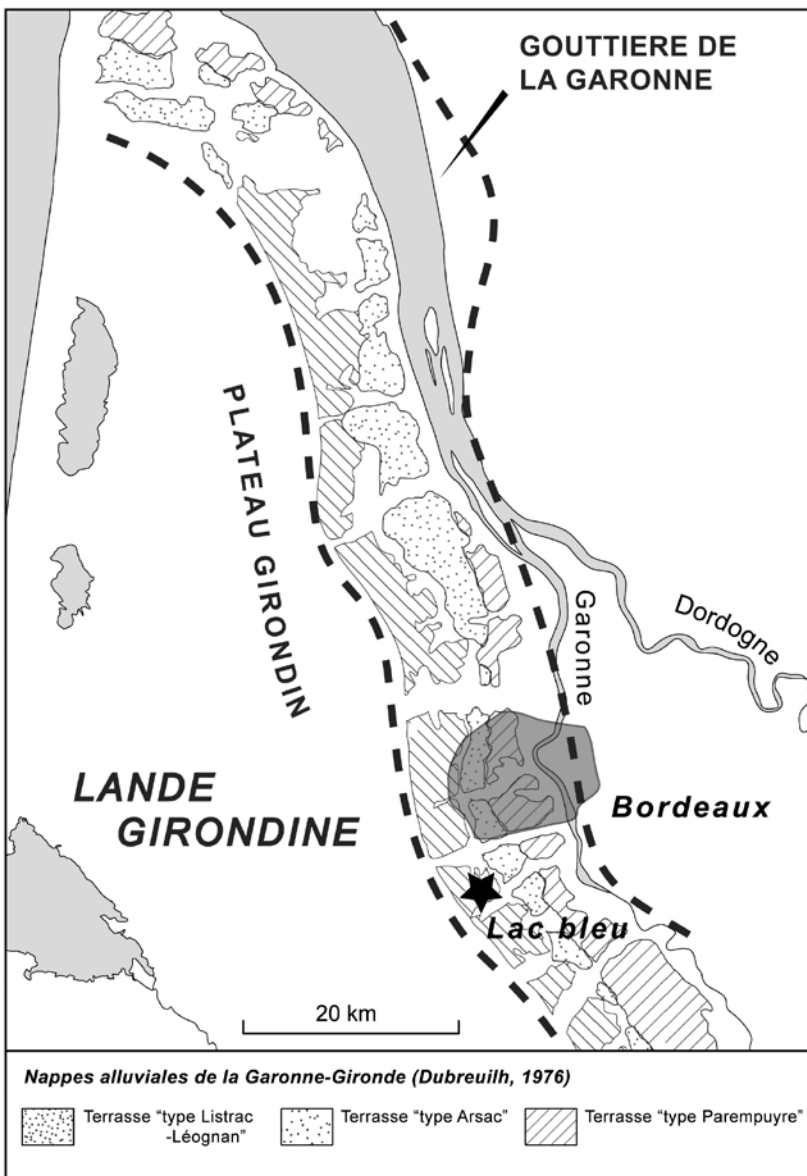 GOUTTIERE DE
LA GARONNE
PLATEAU GIRONDIN
Garonne
Dordogne
LANDE
GIRONDINE
Bordeaux
Lac bleu
20 km
Nappes alluviales de la Garonne-Gironde (Dubreuilh, 1976)
Terrasse "type Listrac
-Léognan"
Terrasse "type Arsac"
Terrasse "type Parempuyre"